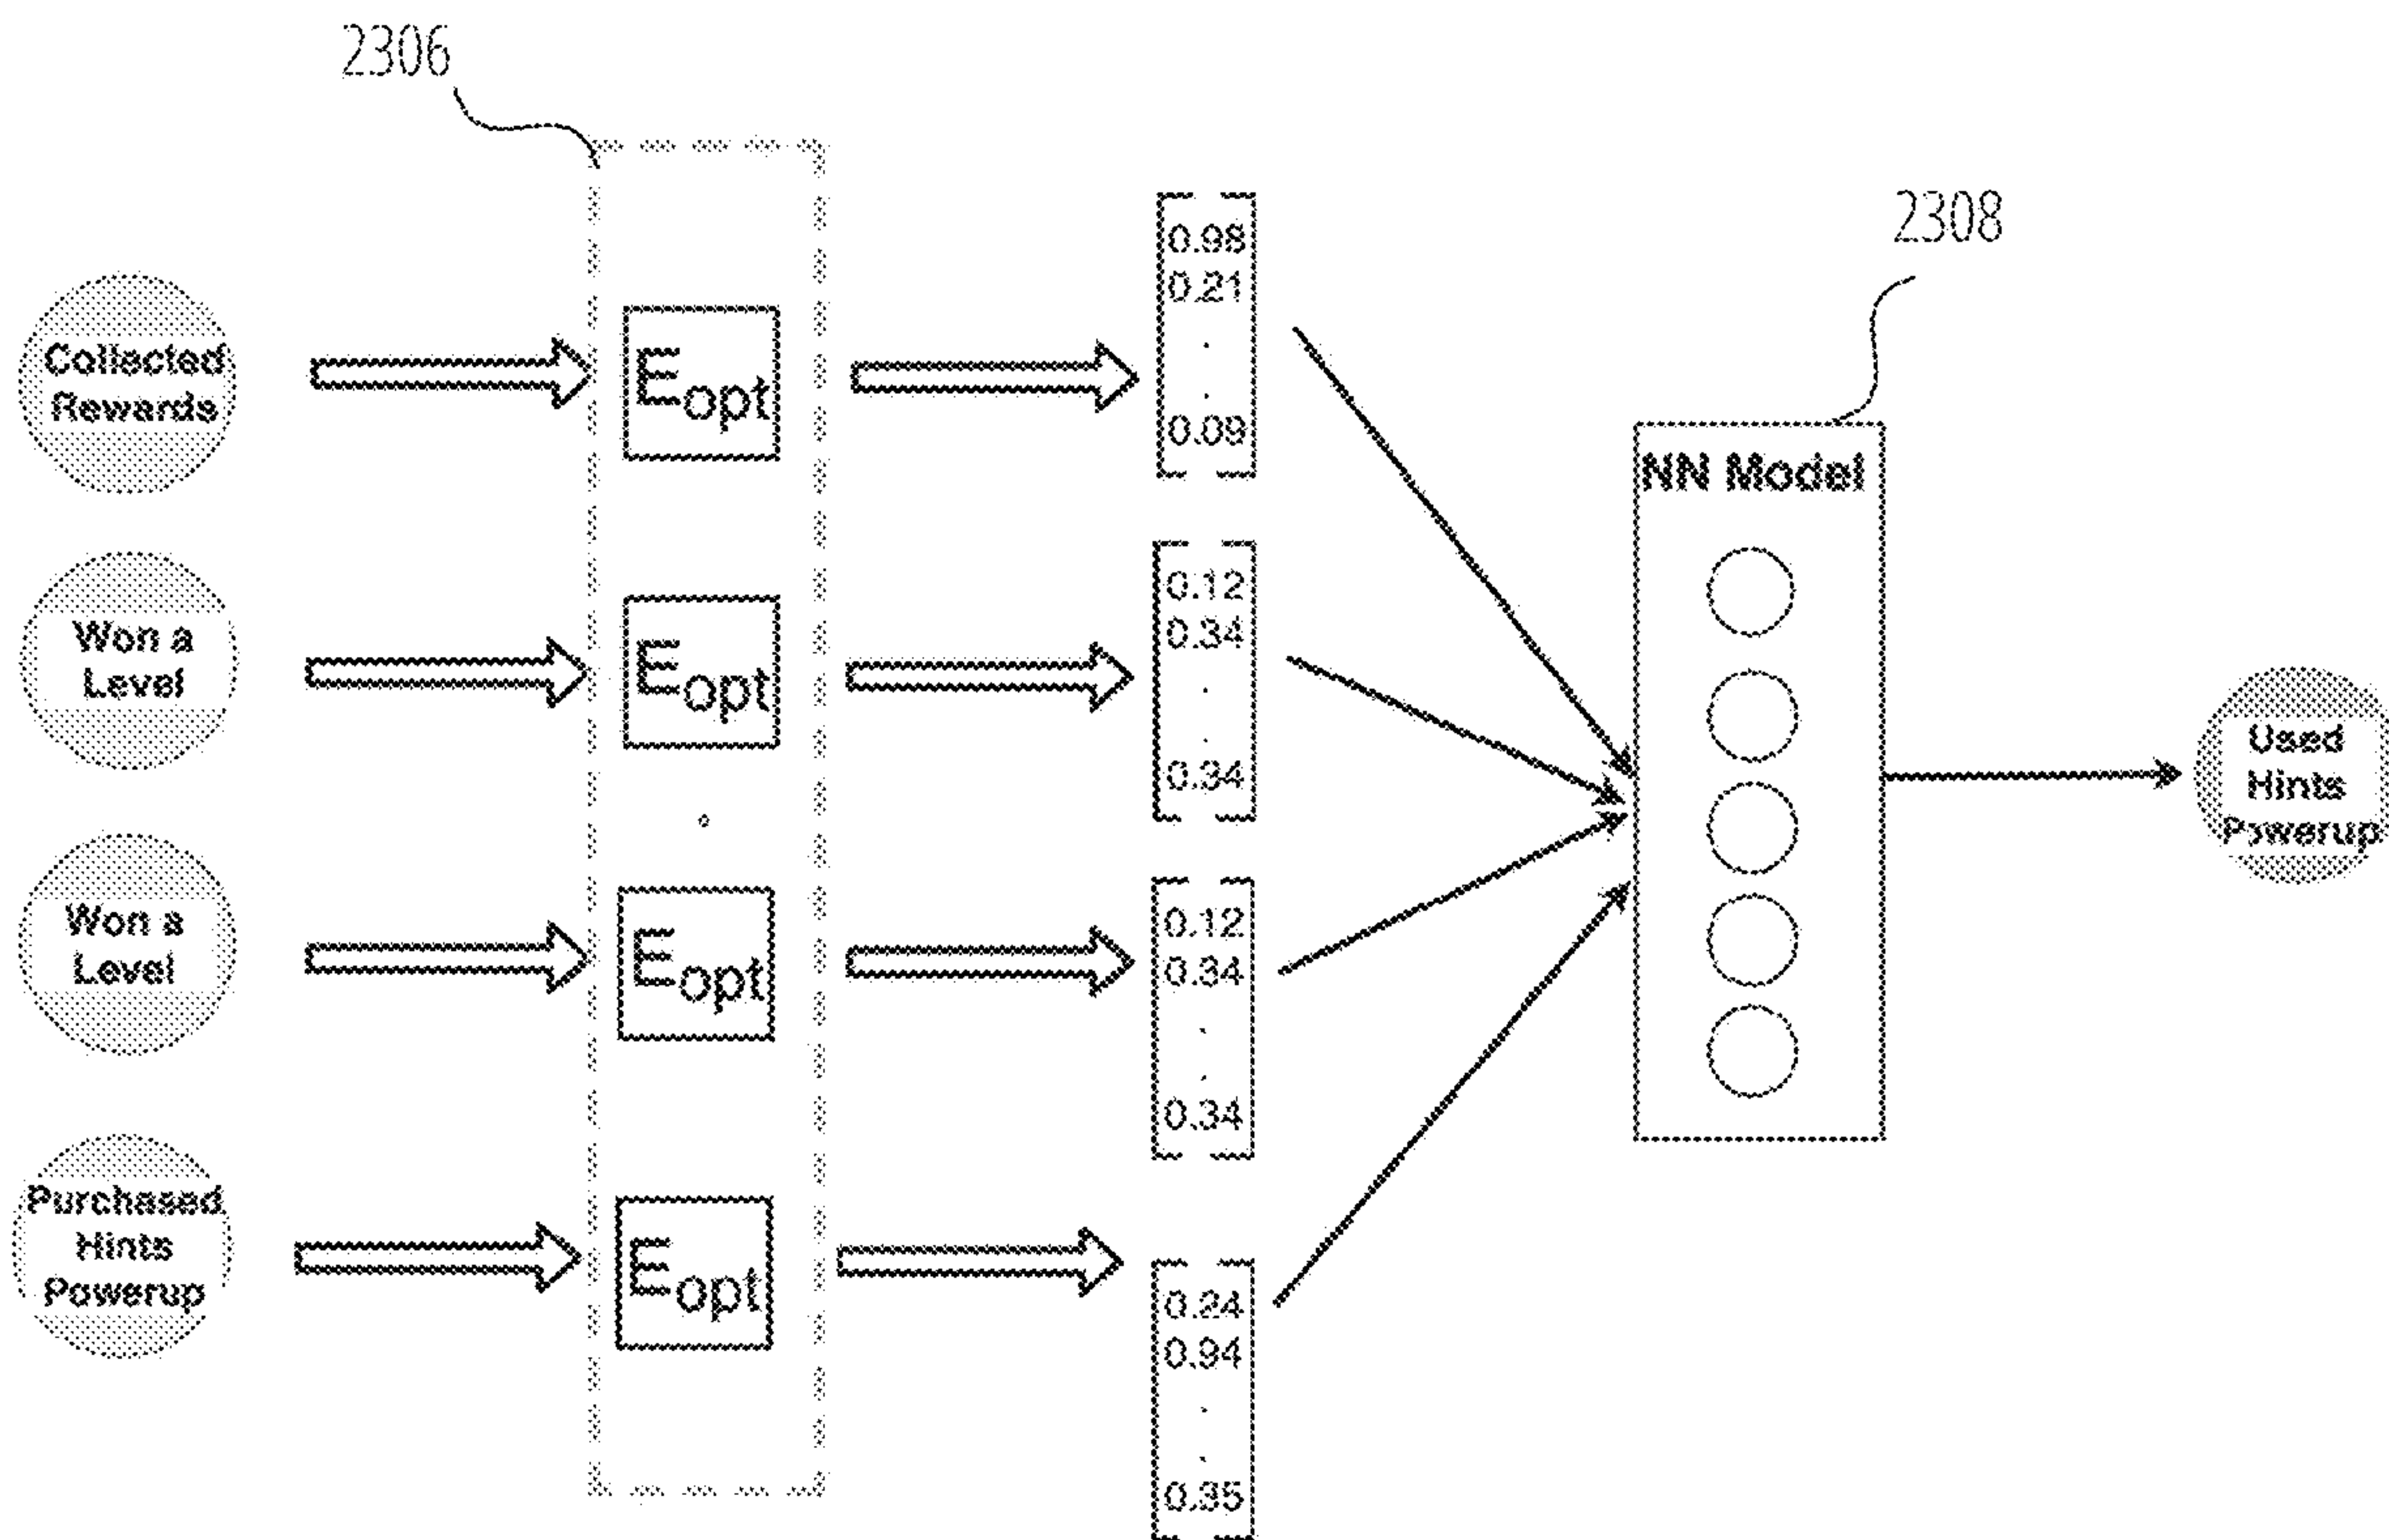 2306
2308
Collected
Rewards
Eopt
0.98
0.21
.
.
0.09
NN Model
Won a
Level
Eopt
0.12
0.34
.
.
0.34
Used
Hints
Powerup
Won a
Level
Eopt
0.12
0.34
.
.
0.34
Purchased
Hints
Powerup
Eopt
0.24
0.94
.
.
0.35